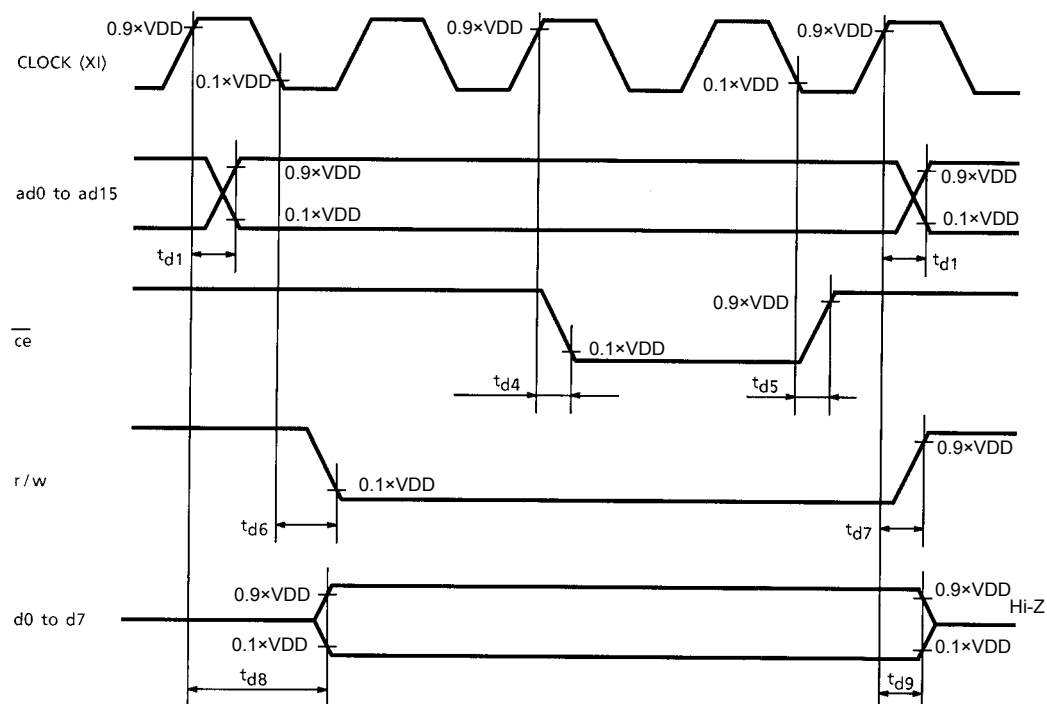 0.9×VDD
0.9×VDD
0.9×VDD
CLOCK (XI)
0.1×VDD
0.1×VDD
0.9×VDD
0.9×VDD
ad0 to ad15
0.1×VDD
0.1×VDD
td1
td1
0.9×VDD
ce
0.1×VDD
td4
td5
0.9×VDD
r/w
0.1×VDD
td6
td7
0.9×VDD
0.9×VDD
Hi-Z
d0 to d7
0.1×VDD
0.1×VDD
td8
td9